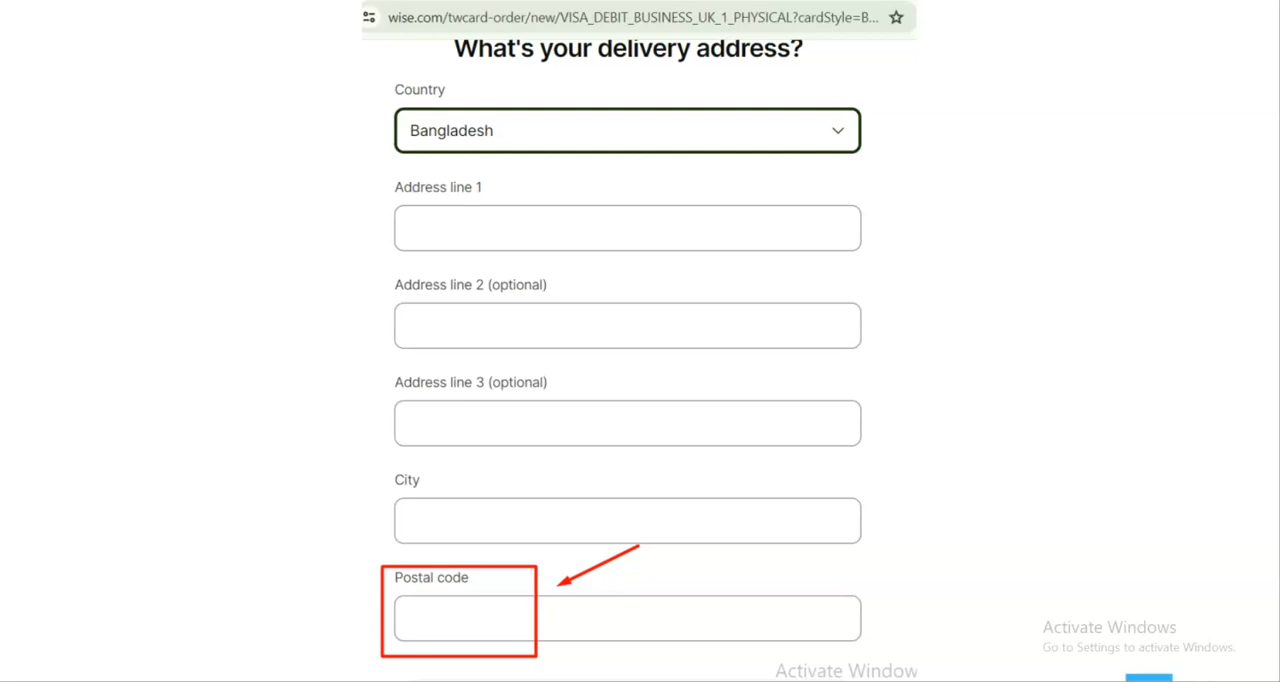 wise.com/twcard-order/new/VISA_DEBIT_BUSINESS_UK_1_PHYSICAL?cardStyle=B...
What's your delivery address?
Country
Bangladesh
Address line 1
Address line 2 (optional)
Address line 3 (optional)
City
Postal code
Activate Windows
Go to Settings to activate Windows.
Activate Window